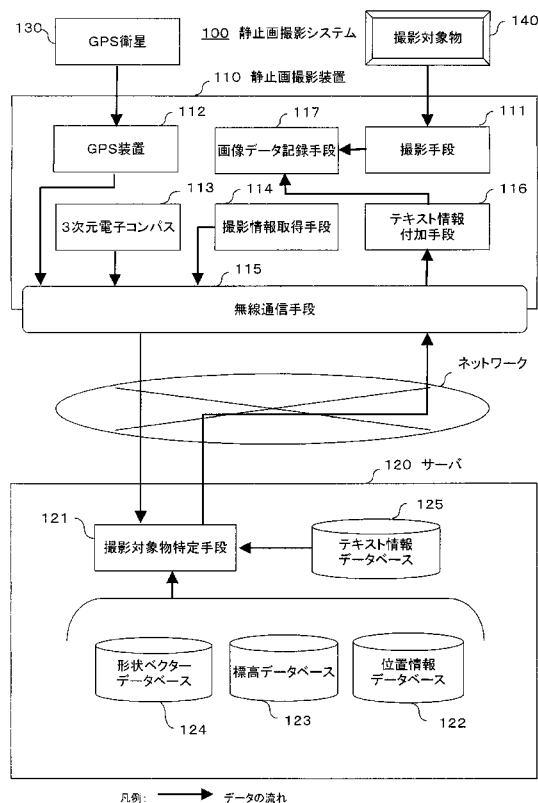 130
GPS衛星
100 静止画撮影システム
撮影対象物
140
110 静止画撮影装置
112
GPS装置
117
画像データ記録手段
111
撮影手段
113
3次元電子コンパス
114
撮影情報取得手段
116
テキスト情報
付加手段
115
無線通信手段
ネットワーク
120 サーバ
121
撮影対象物特定手段
125
テキスト情報
データベース
形状ベクター
データベース
124
標高データベース
123
位置情報
データベース
122
凡例:
データの流れ